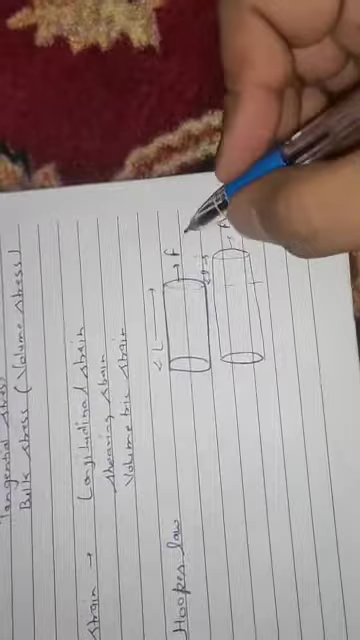 Tangential stress
Bulk stress (Volume stress)
Strain → Longitudinal strain
shearing strain
Volume tric strain
Hookes law
< L →
→ F